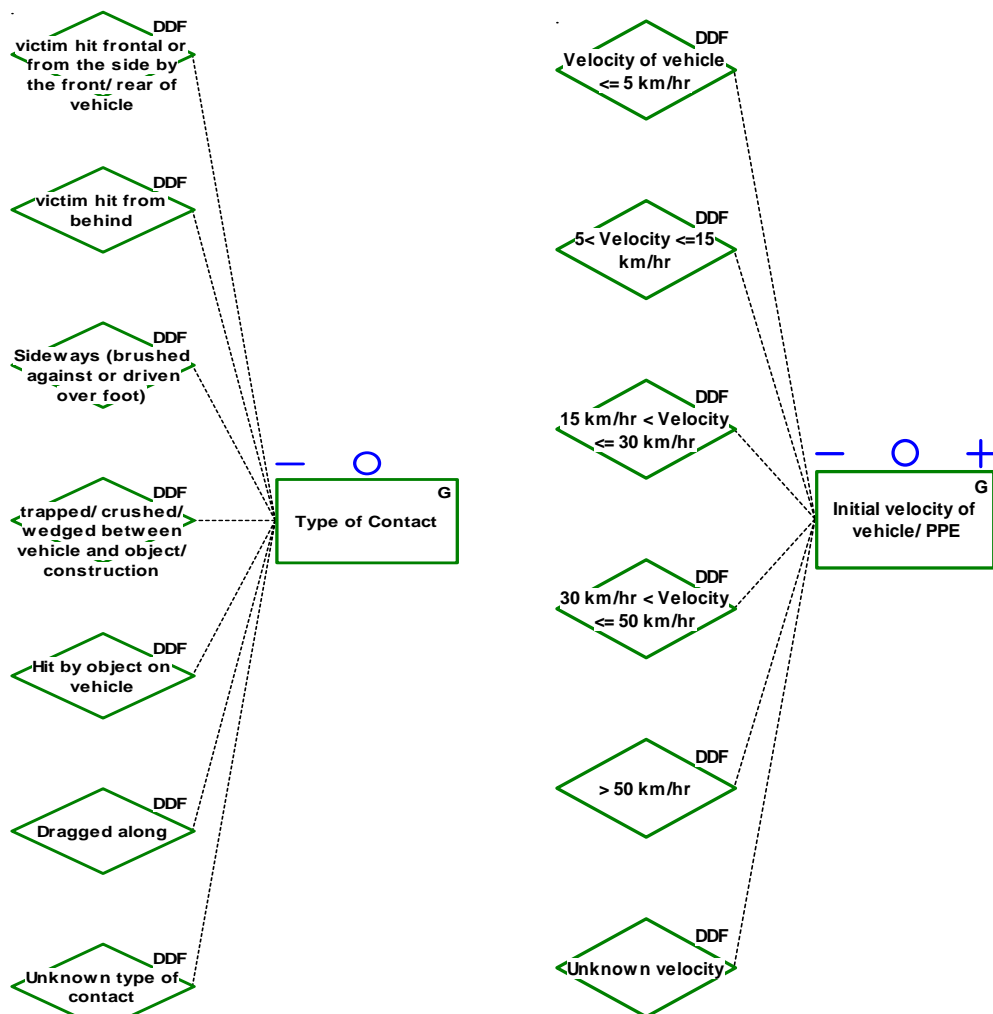 DDF
victim hit frontal or
from the side by
the front/ rear of
vehicle
DDF
victim hit from
behind
DDF
Sideways (brushed
against or driven
over foot)
DDF
trapped/ crushed/
wedged between
vehicle and object/
construction
DDF
Hit by object on
vehicle
DDF
Dragged along
DDF
Unknown type of
contact
G
Type of Contact
DDF
Velocity of vehicle
<= 5 km/hr
DDF
5< Velocity <=15
km/hr
DDF
15 km/hr < Velocity
<= 30 km/hr
DDF
30 km/hr < Velocity
<= 50 km/hr
DDF
> 50 km/hr
DDF
Unknown velocity
G
Initial velocity of
vehicle/ PPE